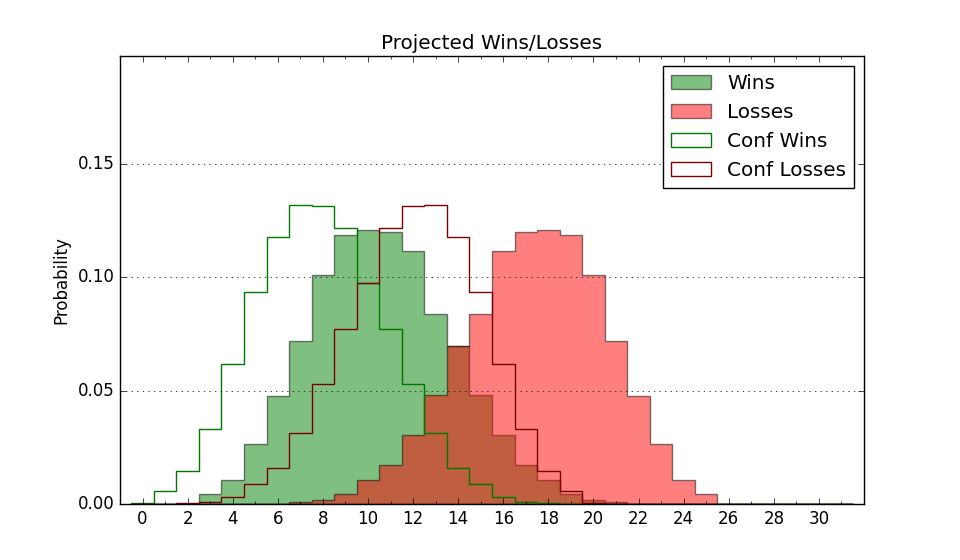 Projected Wins/Losses
Wins
Losses
Conf Wins
Conf Losses
Probability
0.15
0.10
0.05
0.00
0 2 4 6 8 10 12 14 16 18 20 22 24 26 28 30